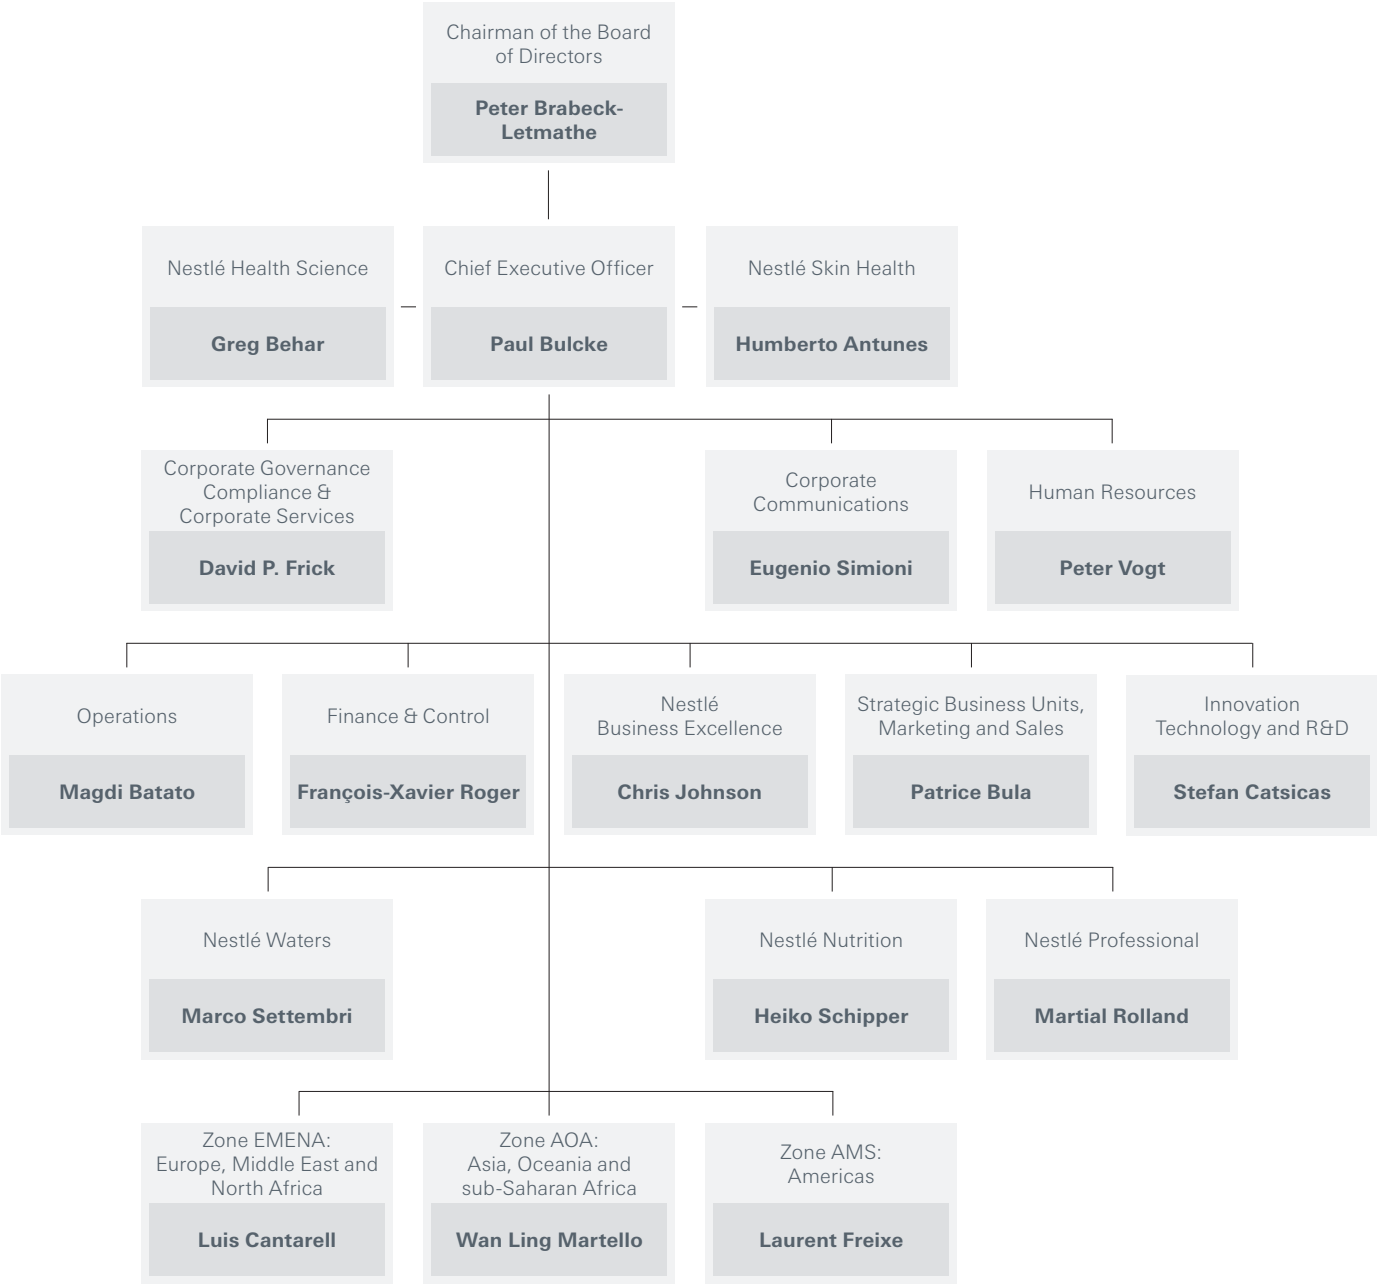 Chairman of the Board
of Directors
Peter Brabeck-
Letmathe
Nestlé Health Science
Greg Behar
Chief Executive Officer
Paul Bulcke
Nestlé Skin Health
Humberto Antunes
Corporate Governance
Compliance &
Corporate Services
David P. Frick
Corporate
Communications
Eugenio Simioni
Human Resources
Peter Vogt
Operations
Magdi Batato
Finance & Control
François-Xavier Roger
Nestlé
Business Excellence
Chris Johnson
Strategic Business Units,
Marketing and Sales
Patrice Bula
Innovation
Technology and R&D
Stefan Catsicas
Nestlé Waters
Marco Settembri
Nestlé Nutrition
Heiko Schipper
Nestlé Professional
Martial Rolland
Zone EMENA:
Europe, Middle East and
North Africa
Luis Cantarell
Zone AOA:
Asia, Oceania and
sub-Saharan Africa
Wan Ling Martello
Zone AMS:
Americas
Laurent Freixe